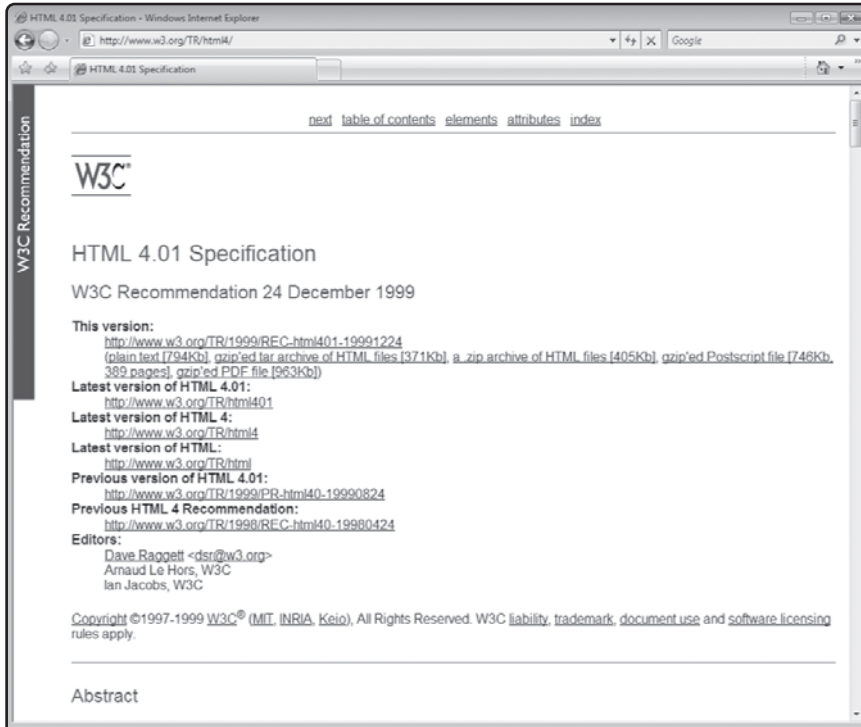 HTML 4.01 Specification - Windows Internet Explorer
http://www.w3.org/TR/html4/
Google
HTML 4.01 Specification
W3C Recommendation
next table of contents elements attributes index
W3C®
HTML 4.01 Specification
W3C Recommendation 24 December 1999
This version:
http://www.w3.org/TR/1999/REC-html401-19991224
(plain text [794Kb], gzip'ed tar archive of HTML files [371Kb], a .zip archive of HTML files [405Kb], gzip'ed Postscript file [746Kb,
389 pages], gzip'ed PDF file [963Kb])
Latest version of HTML 4.01:
http://www.w3.org/TR/html401
Latest version of HTML 4:
http://www.w3.org/TR/html4
Latest version of HTML:
http://www.w3.org/TR/html
Previous version of HTML 4.01:
http://www.w3.org/TR/1999/PR-html40-19990824
Previous HTML 4 Recommendation:
http://www.w3.org/TR/1998/REC-html40-19980424
Editors:
Dave Raggett <dsr@w3.org>
Arnaud Le Hors, W3C
Ian Jacobs, W3C
Copyright ©1997-1999 W3C® (MIT, INRIA, Keio), All Rights Reserved. W3C liability, trademark, document use and software licensing
rules apply.
Abstract